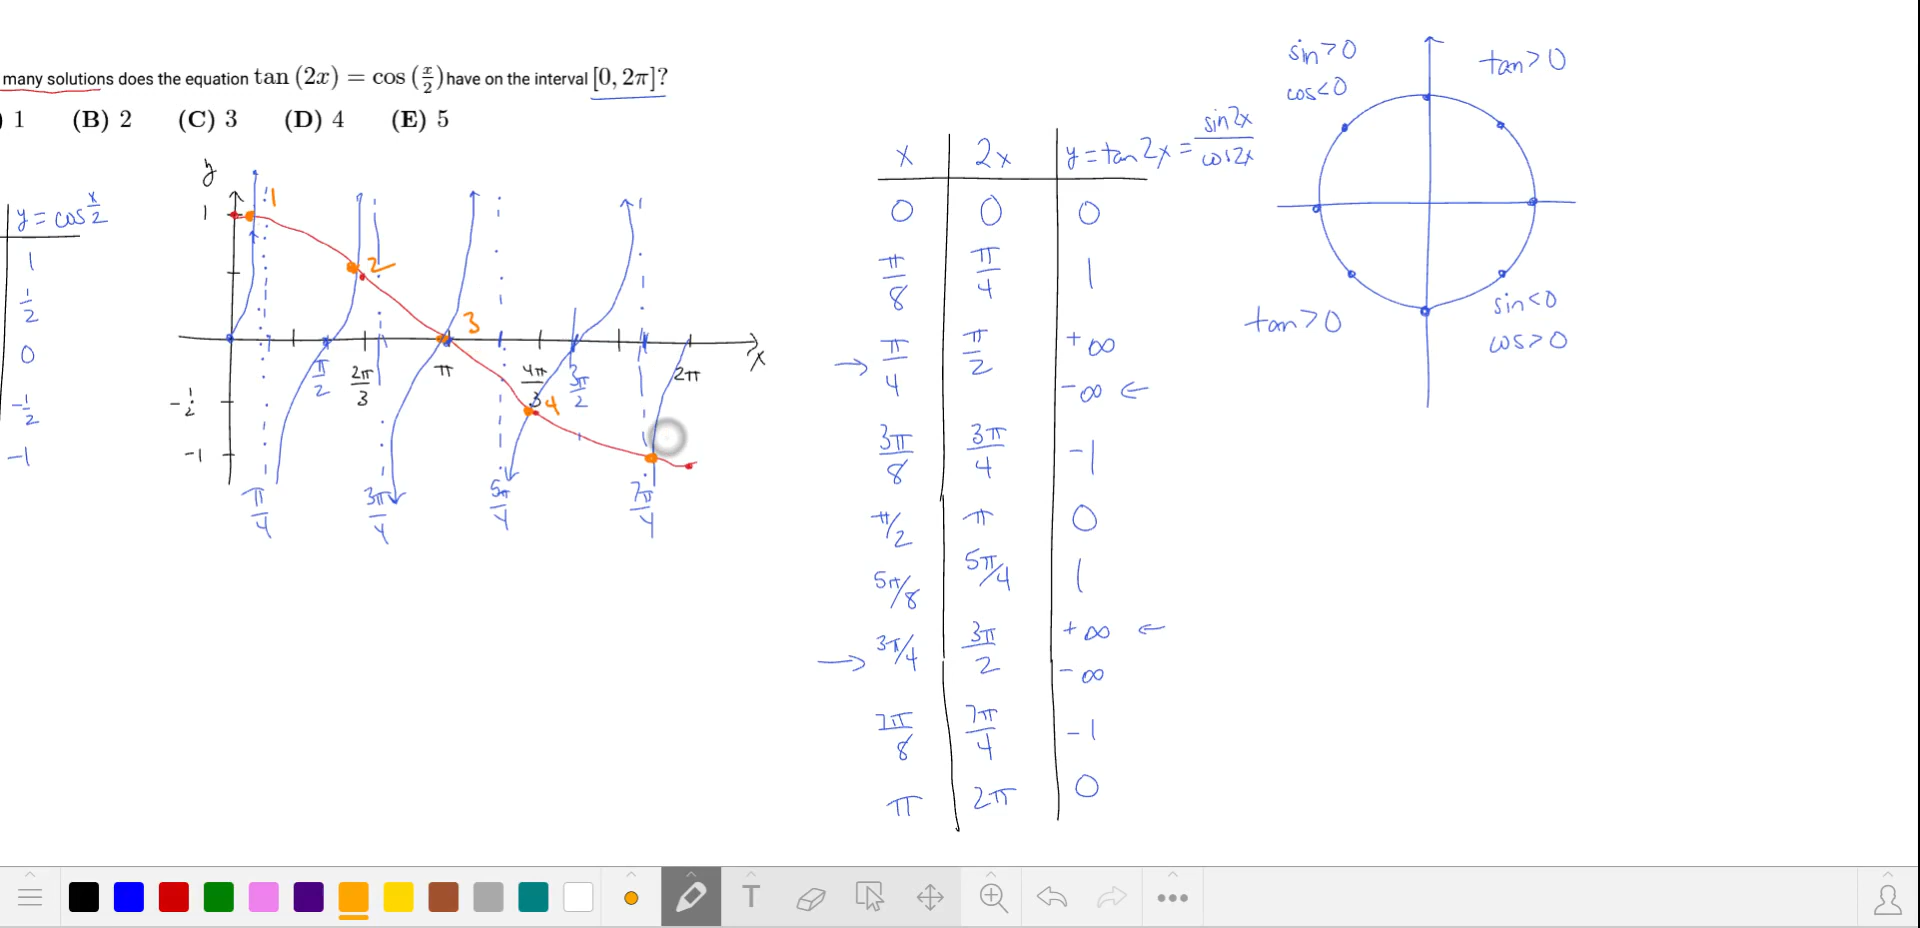 many solutions does the equation tan (2x) = cos (x/2) have on the interval [0, 2π]?
) 1 (B) 2 (C) 3 (D) 4 (E) 5
y = cos x/2
1
1/2
0
-1/2
-1
y
1
-1/2
-1
x
1
2
3
4
π/2
2π/3
π
4π/3
3π/2
2π
π/4
3π/4
5π/4
7π/4
x 2x y = tan 2x = sin 2x / cos 2x
0 0 0
π/8 π/4 1
→ π/4 π/2 +∞
-∞ ←
3π/8 3π/4 -1
π/2 π 0
5π/8 5π/4 1
→ 3π/4 3π/2 +∞ ←
-∞
7π/8 7π/4 -1
π 2π 0
sin>0
cos<0
tan>0
tan>0
sin<0
cos>0
T